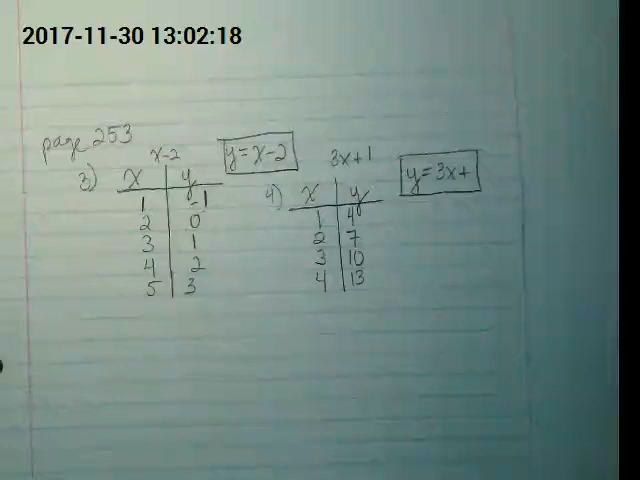 2017-11-30 13:02:18
page 253
3)
x-2
y=x-2
x y
1 -1
2 0
3 1
4 2
5 3
4)
3x+1
y=3x+
x y
1 4
2 7
3 10
4 13